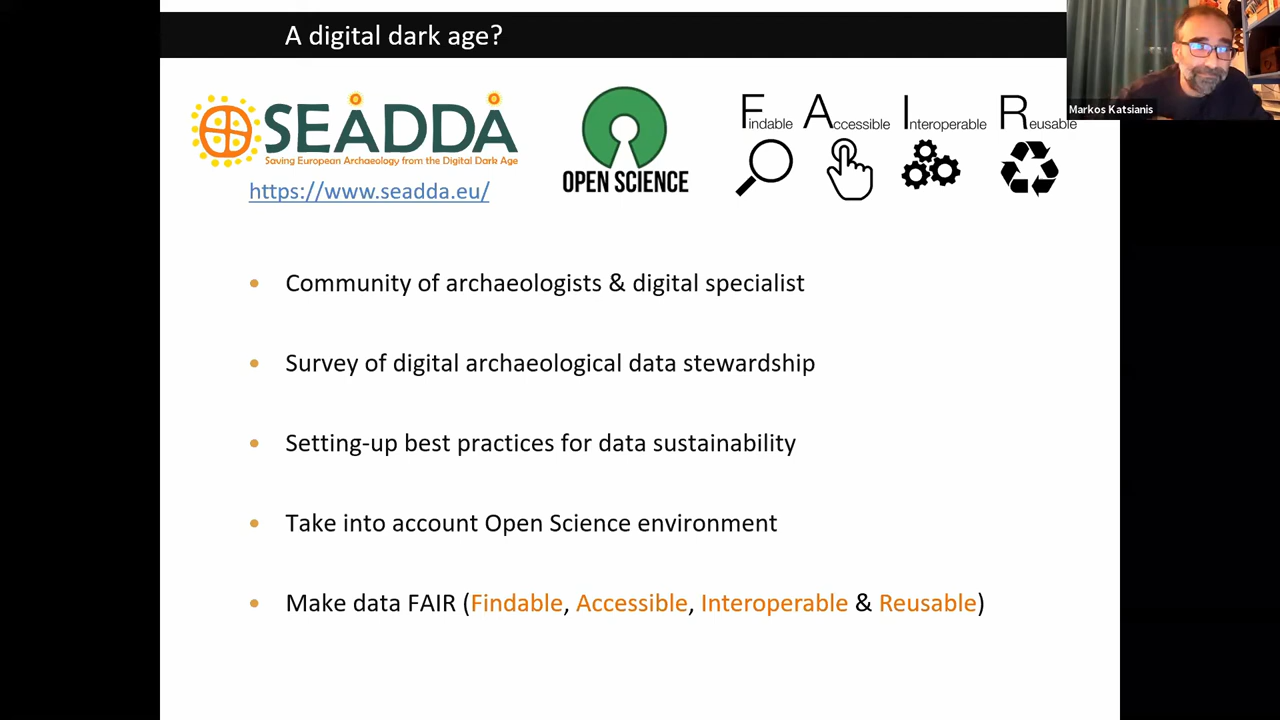 A digital dark age?
SEADDA
Saving European Archaeology from the Digital Dark Age
https://www.seadda.eu/
OPEN SCIENCE
Findable Accessible Interoperable Reusable
Markos Katsianis
• Community of archaeologists & digital specialist
• Survey of digital archaeological data stewardship
• Setting-up best practices for data sustainability
• Take into account Open Science environment
• Make data FAIR (Findable, Accessible, Interoperable & Reusable)